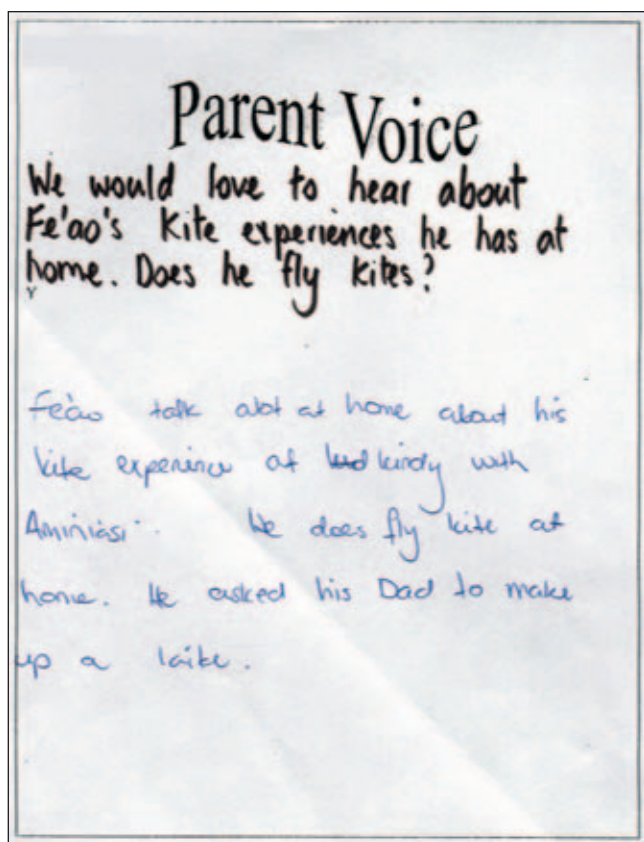 Parent Voice
We would love to hear about
Fe'ao's kite experiences he has at
home. Does he fly kites?
Fe'ao talk alot at home about his
kite experince at kindy with
Aminiasi. He does fly kite at
home. He asked his Dad to make
up a kite.